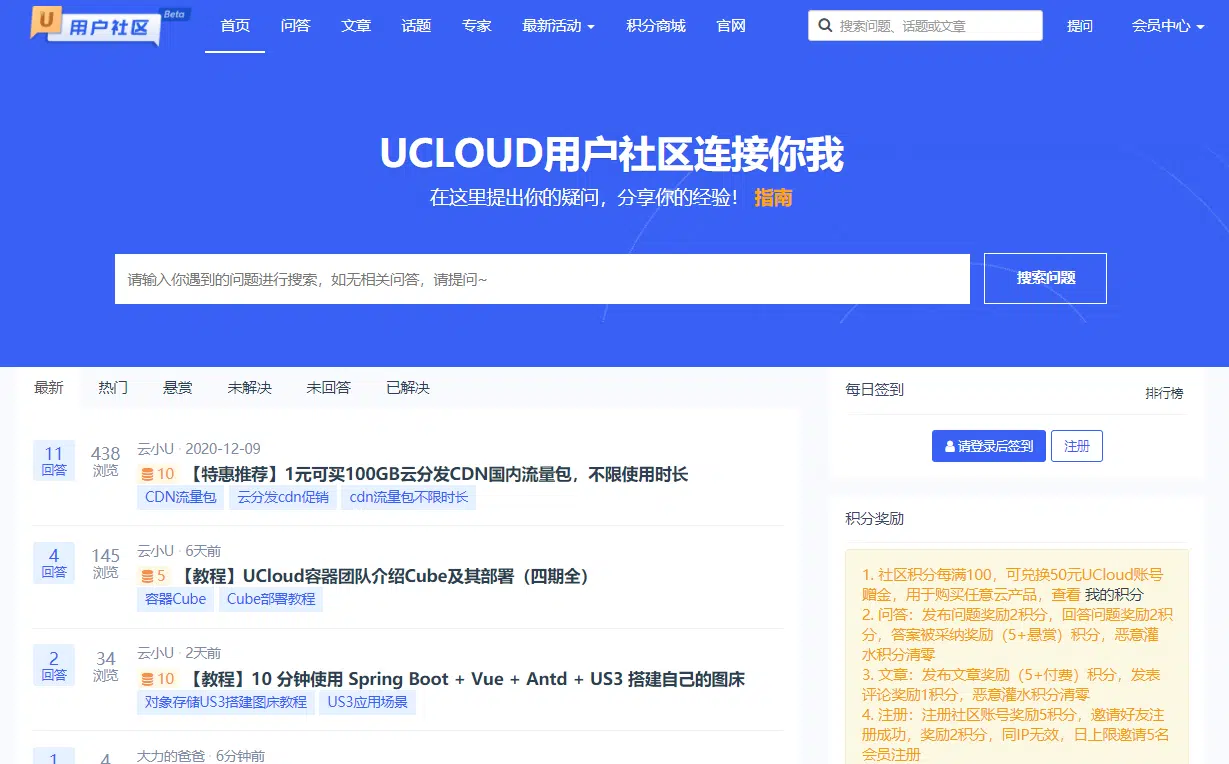 U 用户社区 Beta 首页 问答 文章 话题 专家 最新活动 积分商城 官网 搜索问题、话题或文章 提问 会员中心
UCLOUD用户社区连接你我
在这里提出你的疑问，分享你的经验！ 指南
请输入你遇到的问题进行搜索，如无相关问答，请提问~ 搜索问题
最新 热门 悬赏 未解决 未回答 已解决
11 回答 438 浏览
云小U · 2020-12-09
10 【特惠推荐】1元可买100GB云分发CDN国内流量包，不限使用时长
CDN流量包 云分发cdn促销 cdn流量包不限时长
4 回答 145 浏览
云小U · 6天前
5 【教程】UCloud容器团队介绍Cube及其部署（四期全）
容器Cube Cube部署教程
2 回答 34 浏览
云小U · 2天前
10 【教程】10 分钟使用 Spring Boot + Vue + Antd + US3 搭建自己的图床
对象存储US3搭建图床教程 US3应用场景
1 4 大力的爸爸 · 6分钟前
每日签到 排行榜
请登录后签到 注册
积分奖励
1. 社区积分每满100，可兑换50元UCloud账号
赠金，用于购买任意云产品，查看 我的积分
2. 问答：发布问题奖励2积分，回答问题奖励2积
分，答案被采纳奖励（5+悬赏）积分，恶意灌
水积分清零
3. 文章：发布文章奖励（5+付费）积分，发表
评论奖励1积分，恶意灌水积分清零
4. 注册：注册社区账号奖励5积分，邀请好友注
册成功，奖励2积分，同IP无效，日上限邀请5名
会员注册